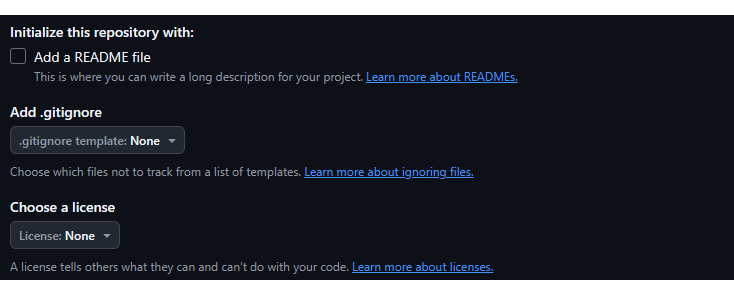 Initialize this repository with:
Add a README file
This is where you can write a long description for your project. Learn more about READMEs.
Add .gitignore
.gitignore template: None
Choose which files not to track from a list of templates. Learn more about ignoring files.
Choose a license
License: None
A license tells others what they can and can't do with your code. Learn more about licenses.